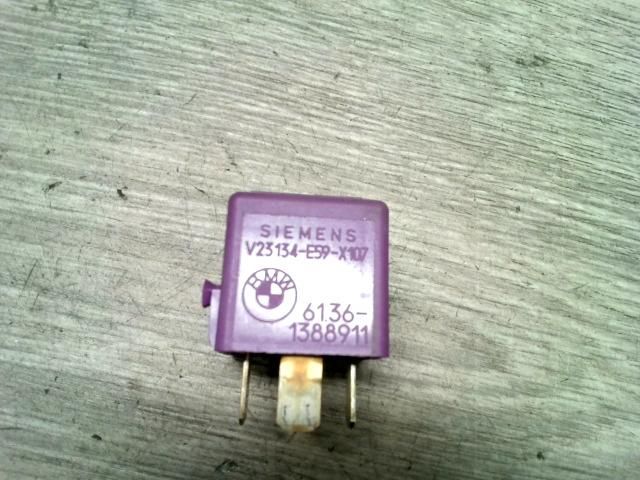 SIEMENS
V23134-E59-X107
BMW
61.36-
1388911